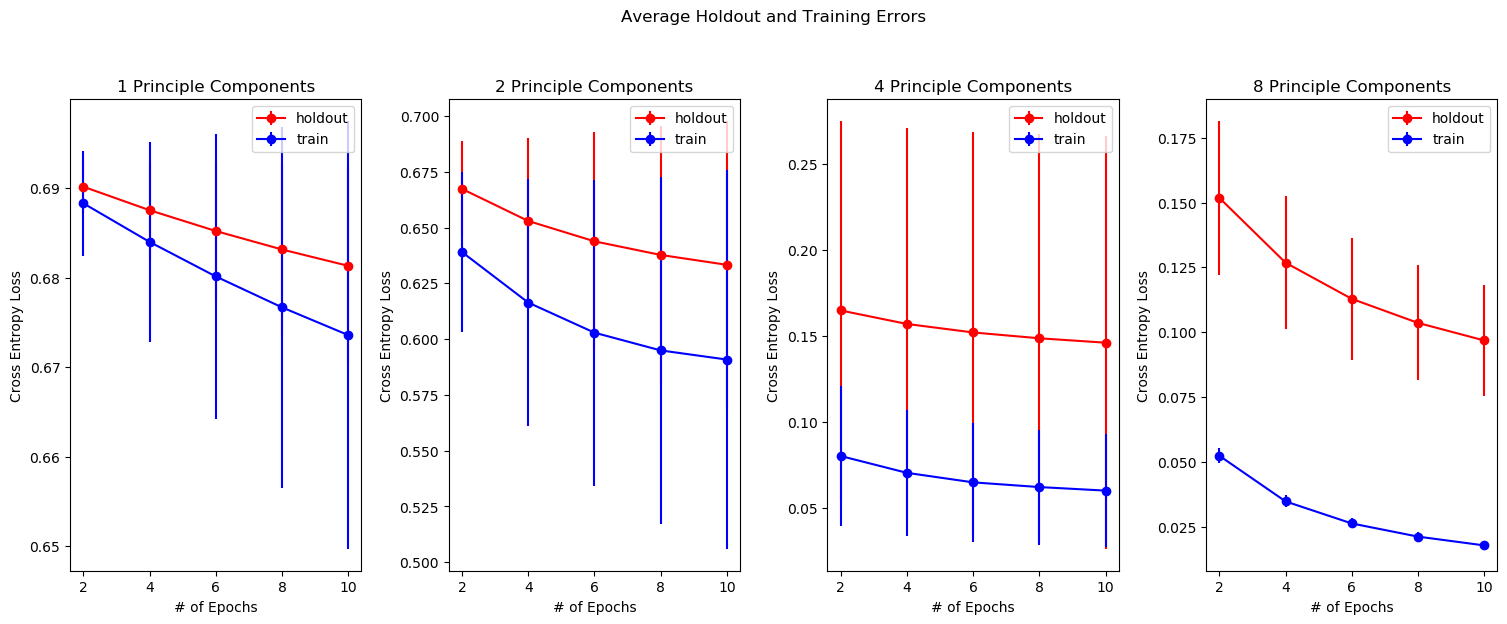 Average Holdout and Training Errors
1 Principle Components
holdout
train
0.69
0.68
0.67
0.66
0.65
Cross Entropy Loss
2 4 6 8 10
# of Epochs
2 Principle Components
holdout
train
0.700
0.675
0.650
0.625
0.600
0.575
0.550
0.525
0.500
Cross Entropy Loss
2 4 6 8 10
# of Epochs
4 Principle Components
holdout
train
0.25
0.20
0.15
0.10
0.05
Cross Entropy Loss
2 4 6 8 10
# of Epochs
8 Principle Components
holdout
train
0.175
0.150
0.125
0.100
0.075
0.050
0.025
Cross Entropy Loss
2 4 6 8 10
# of Epochs